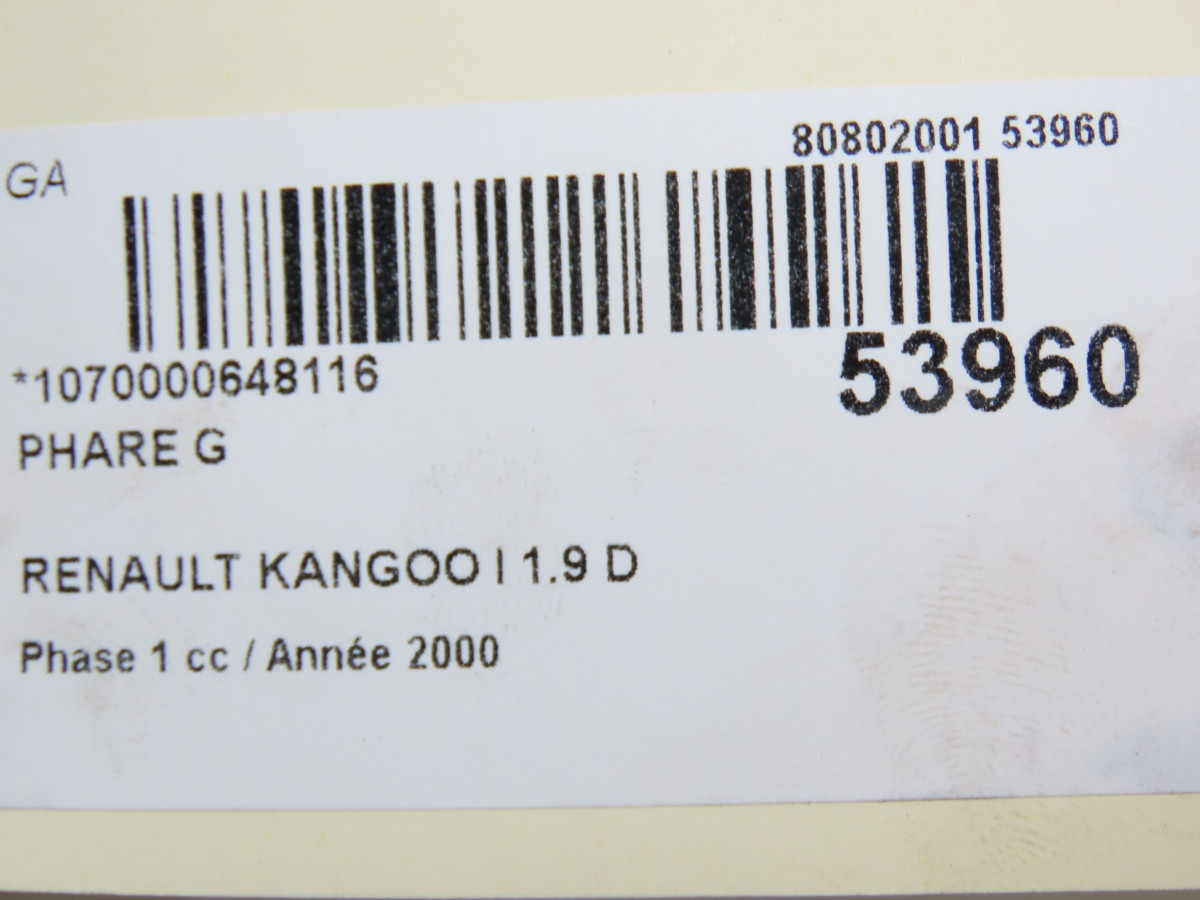 80802001 53960
GA
*1070000648116
53960
PHARE G
RENAULT KANGOO I 1.9 D
Phase 1 cc / Année 2000